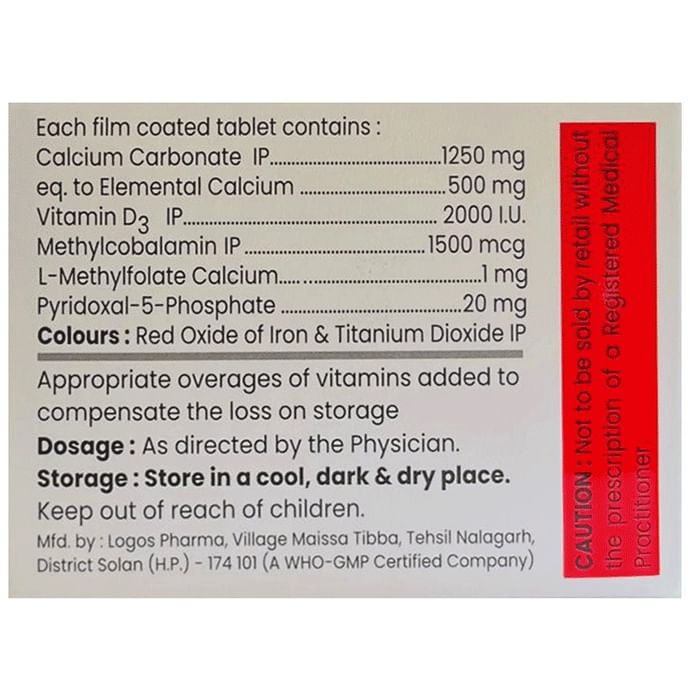 Each film coated tablet contains :
Calcium Carbonate IP.......................................1250 mg
eq. to Elemental Calcium .................................500 mg
Vitamin D3 IP.......................................................... 2000 I.U.
Methylcobalamin IP..........................................1500 mcg
L-Methylfolate Calcium..............................................1 mg
Pyridoxal-5-Phosphate .........................................20 mg
Colours : Red Oxide of Iron & Titanium Dioxide IP
Appropriate overages of vitamins added to
compensate the loss on storage
Dosage : As directed by the Physician.
Storage : Store in a cool, dark & dry place.
Keep out of reach of children.
Mfd. by : Logos Pharma, Village Maissa Tibba, Tehsil Nalagarh,
District Solan (H.P.) - 174 101 (A WHO-GMP Certified Company)
CAUTION : Not to be sold by retail without
the prescription of a Registered Medical
Practitioner.